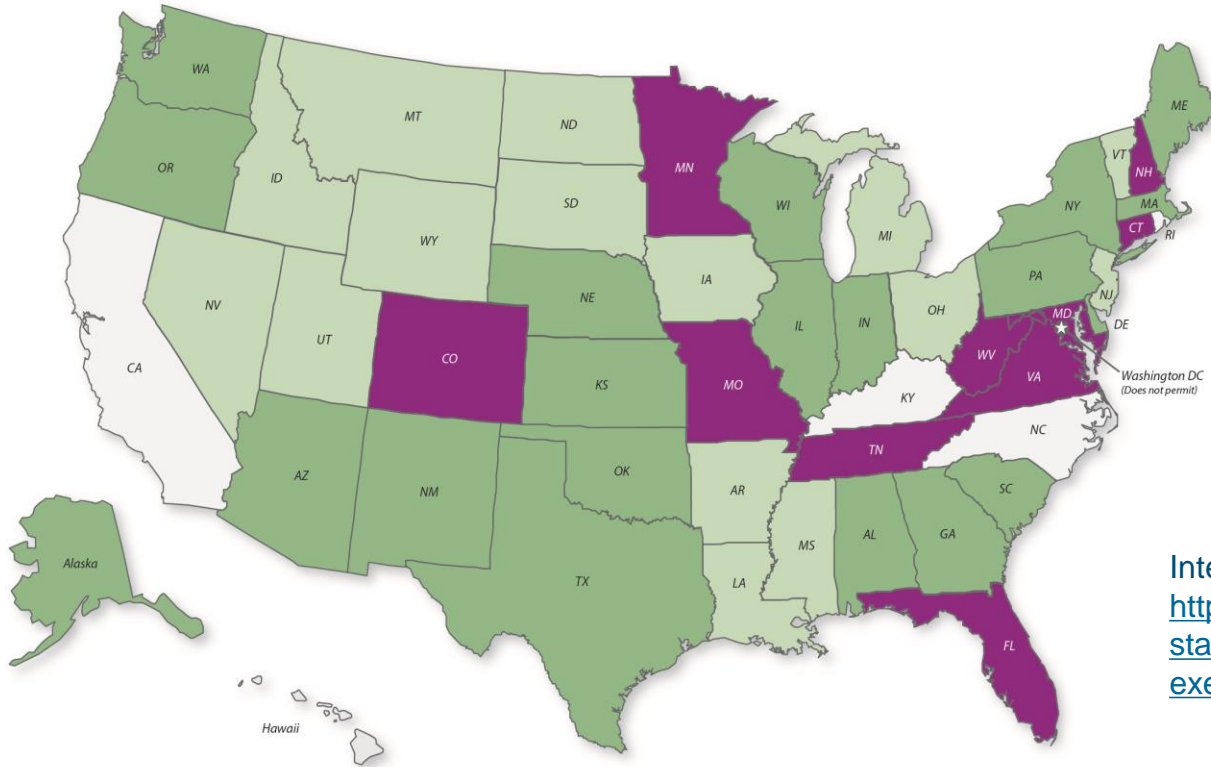 WA
ME
MT
ND
VT
MN
NH
OR
ID
WI
NY
MA
SD
CT
RI
MI
WY
PA
IA
NJ
NE
OH
NV
IL
IN
MD
DE
UT
WV
CO
CA
VA
Washington DC
(Does not permit)
KS
MO
KY
NC
TN
AZ
OK
NM
AR
SC
MS
AL
GA
Alaska
TX
LA
FL
Hawaii
Inte
http
sta
exe